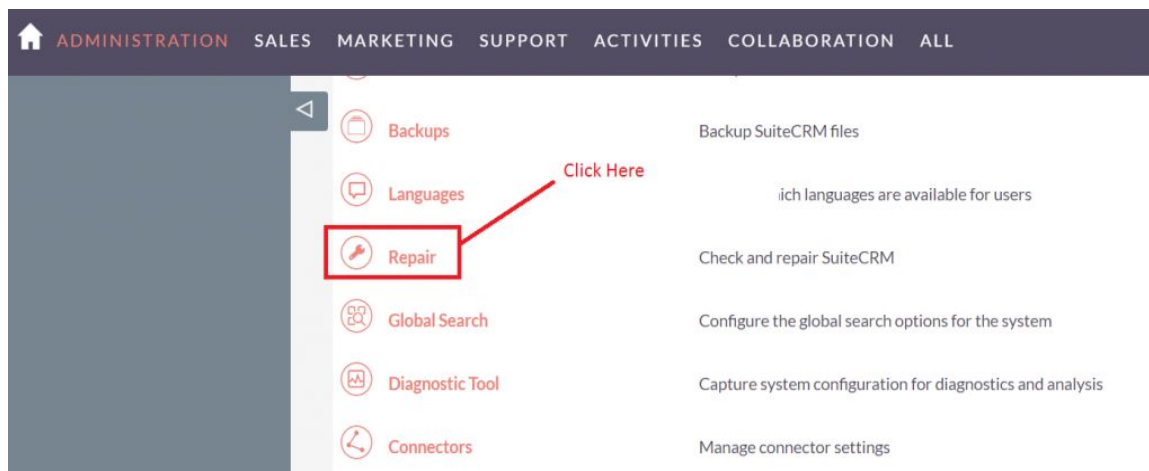 ADMINISTRATION SALES MARKETING SUPPORT ACTIVITIES COLLABORATION ALL
Backups Backup SuiteCRM files
Click Here
Languages languages are available for users
Repair Check and repair SuiteCRM
Global Search Configure the global search options for the system
Diagnostic Tool Capture system configuration for diagnostics and analysis
Connectors Manage connector settings